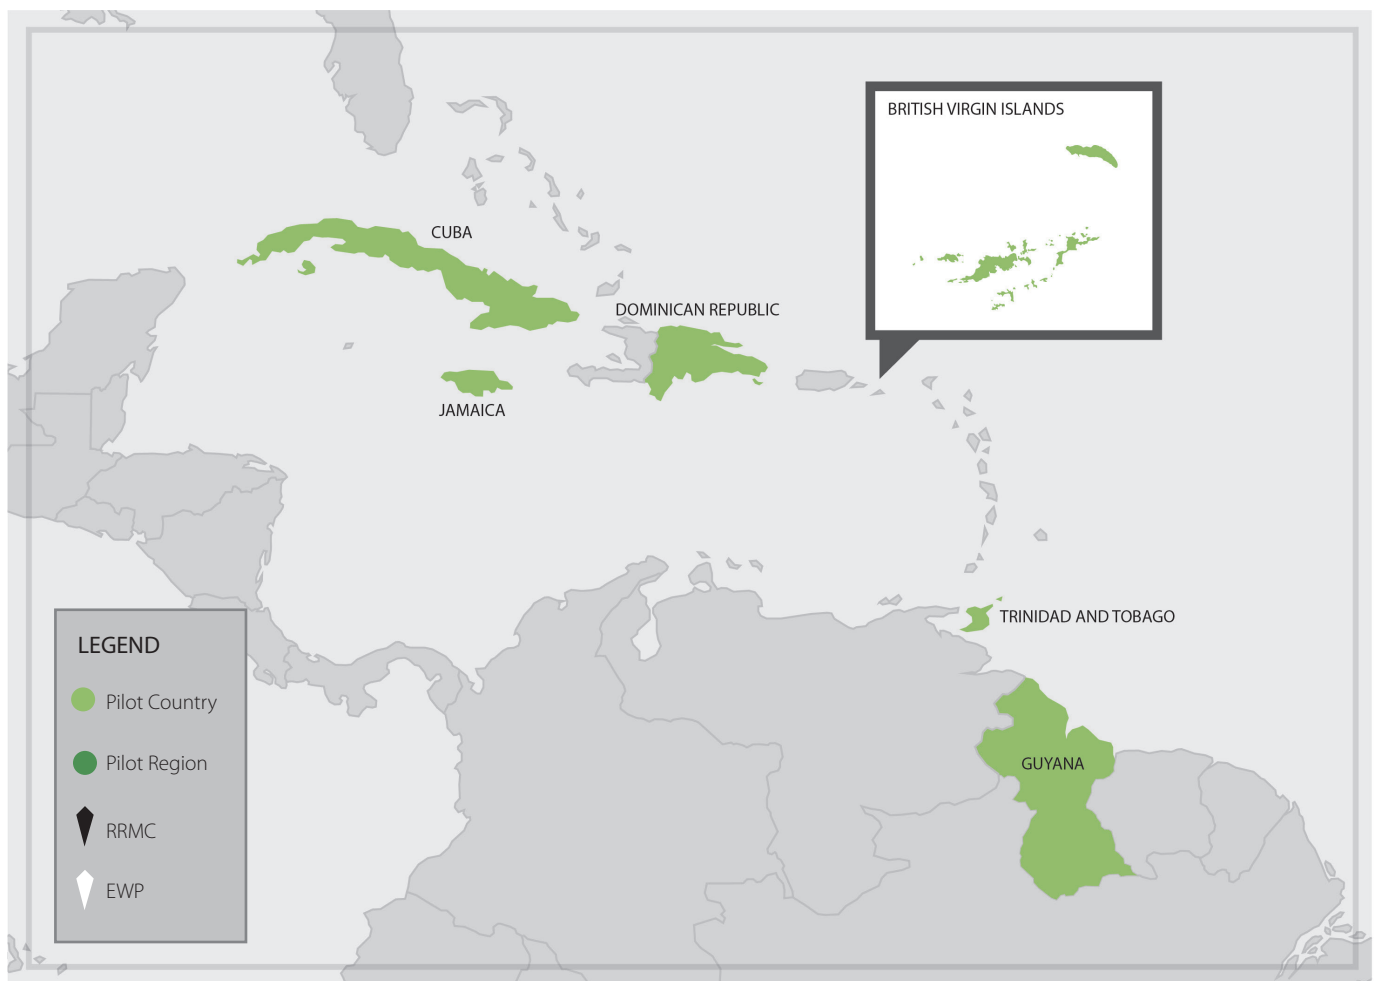 BRITISH VIRGIN ISLANDS
CUBA
DOMINICAN REPUBLIC
JAMAICA
TRINIDAD AND TOBAGO
GUYANA
LEGEND
Pilot Country
Pilot Region
RRMC
EWP